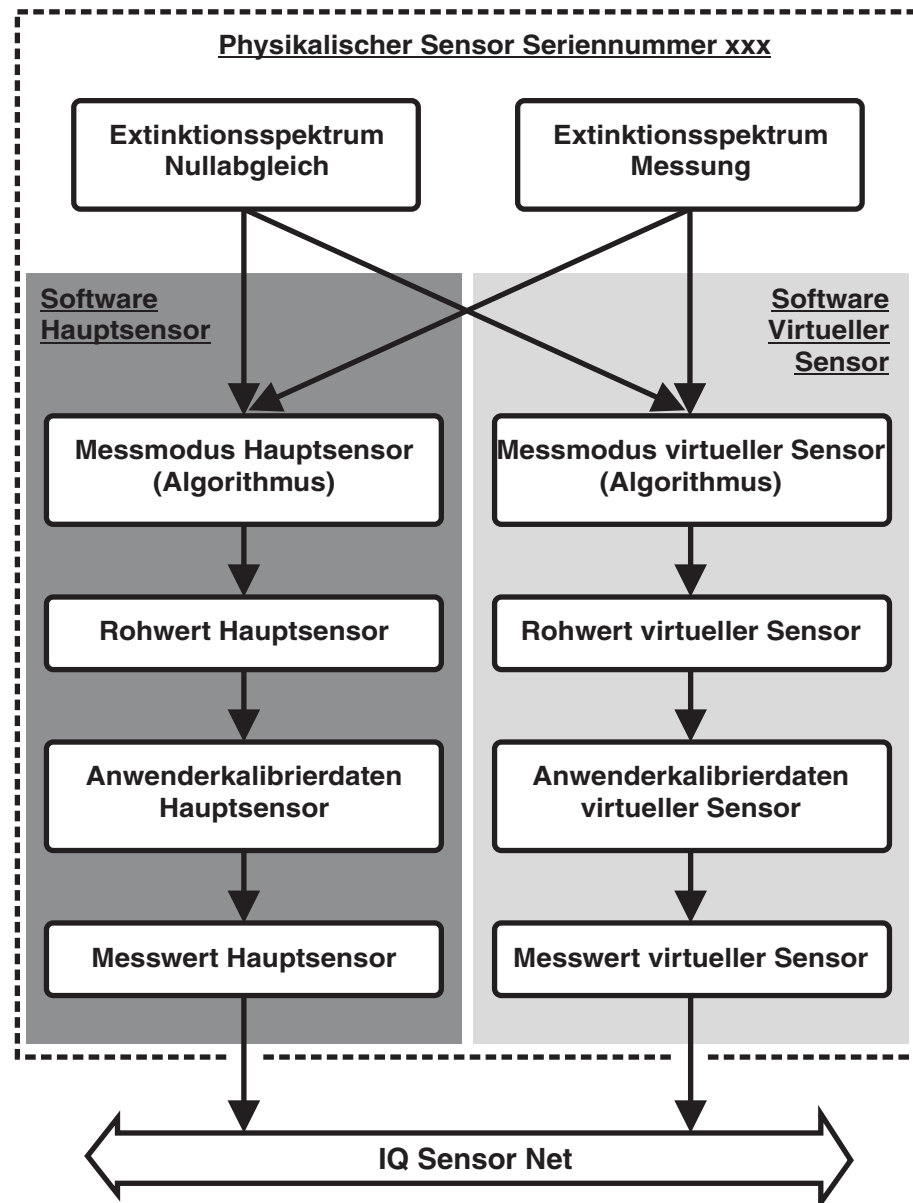 Physikalischer Sensor Seriennummer xxx
Extinktionsspektrum
Nullabgleich
Extinktionsspektrum
Messung
Software
Hauptsensor
Software
Virtueller
Sensor
Messmodus Hauptsensor
(Algorithmus)
Messmodus virtueller Sensor
(Algorithmus)
Rohwert Hauptsensor
Rohwert virtueller Sensor
Anwenderkalibrierdaten
Hauptsensor
Anwenderkalibrierdaten
virtueller Sensor
Messwert Hauptsensor
Messwert virtueller Sensor
IQ Sensor Net